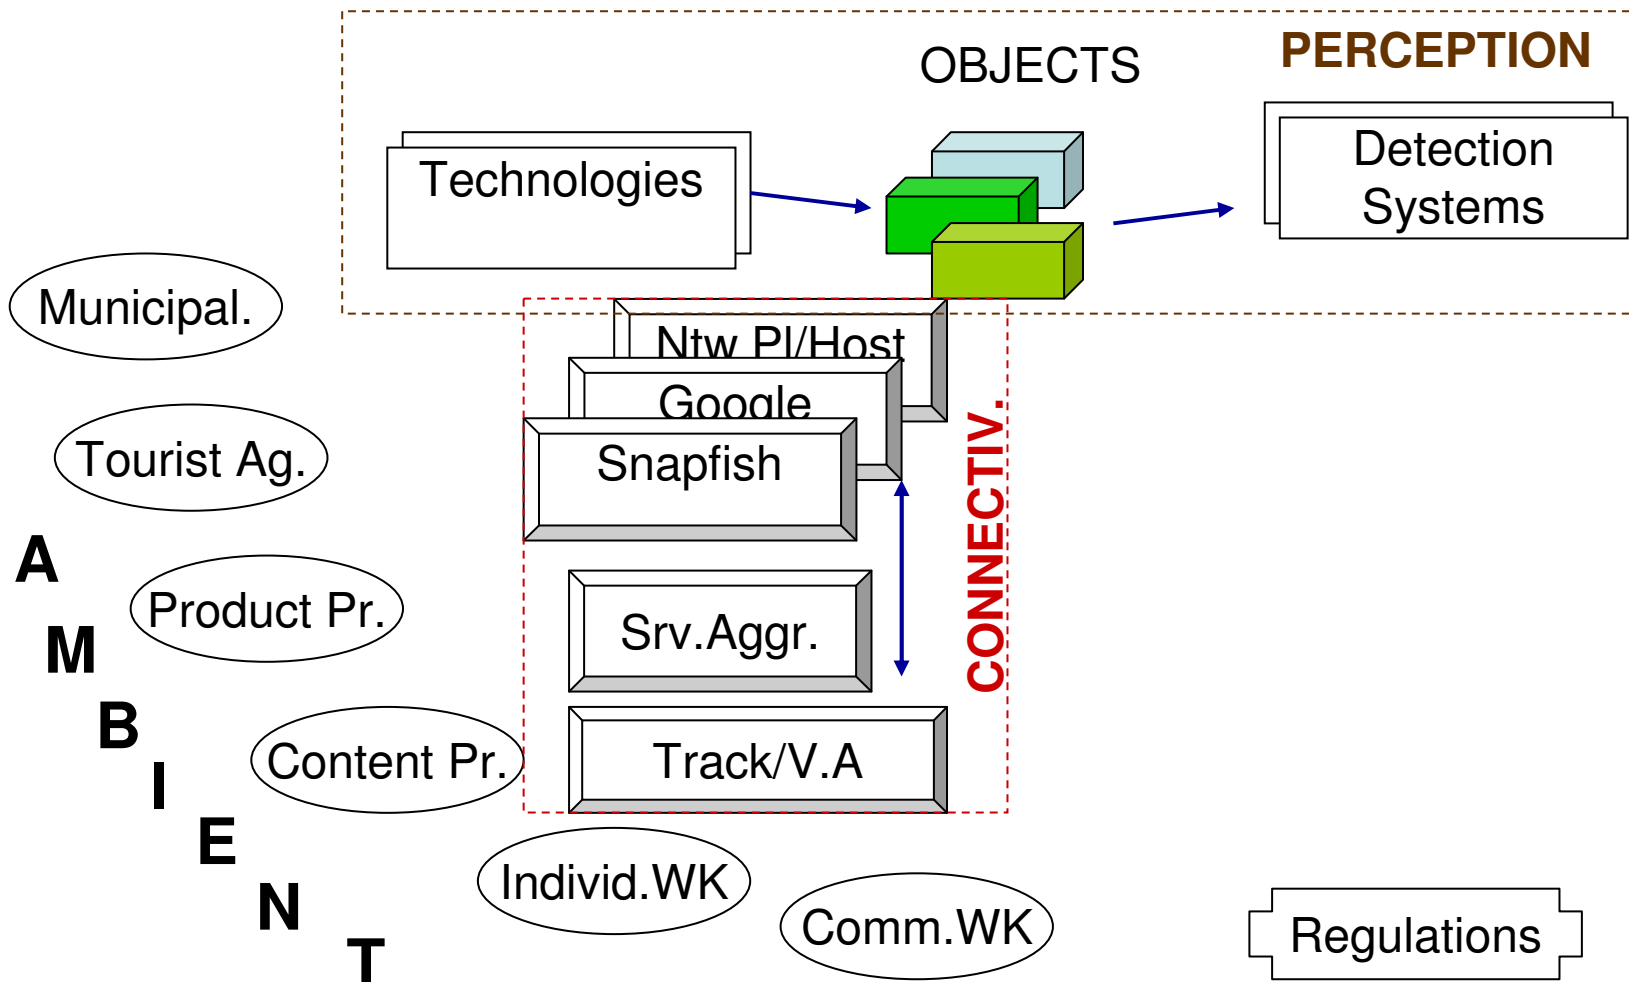 OBJECTS
PERCEPTION
Technologies
Detection
Systems
Municipal.
Ntw Pl/Host
Google
Snapfish
Tourist Ag.
CONNECTIV.
Product Pr.
Srv.Aggr.
Content Pr.
Track/V.A
Individ.WK
Comm.WK
Regulations
AMBIENT